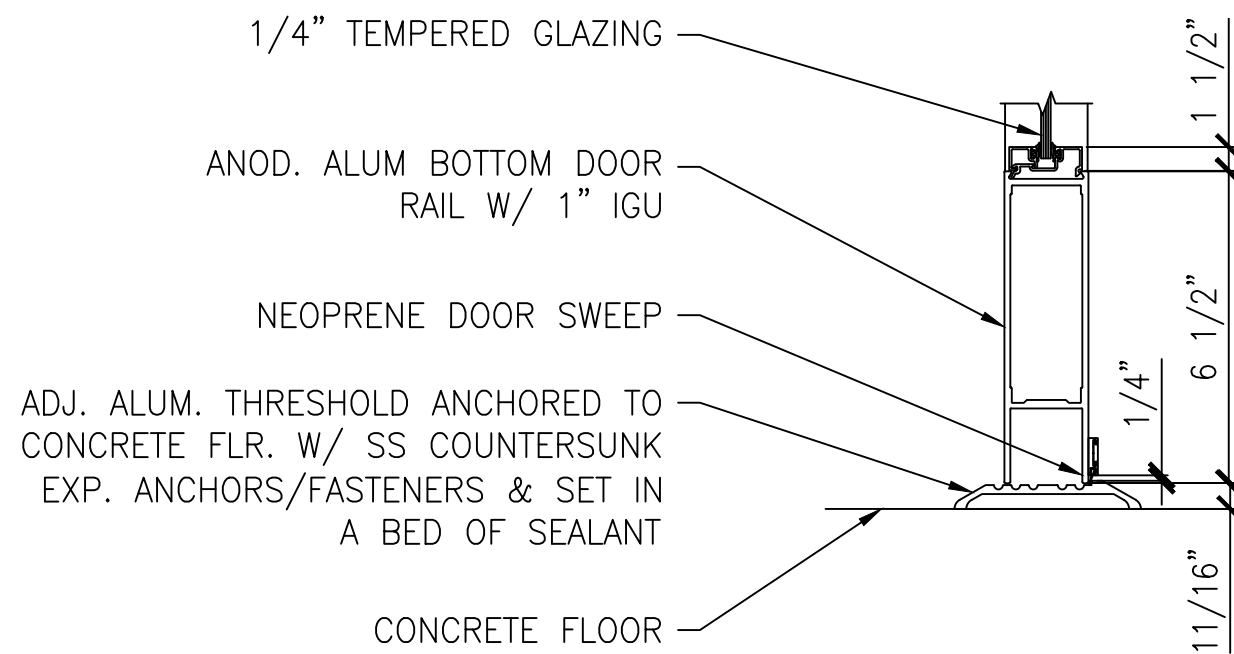 1/4” TEMPERED GLAZING
ANOD. ALUM BOTTOM DOOR
RAIL W/ 1” IGU
NEOPRENE DOOR SWEEP
ADJ. ALUM. THRESHOLD ANCHORED TO
CONCRETE FLR. W/ SS COUNTERSUNK
EXP. ANCHORS/FASTENERS & SET IN
A BED OF SEALANT
CONCRETE FLOOR
1 1/2”
6 1/2”
1/4”
11/16”